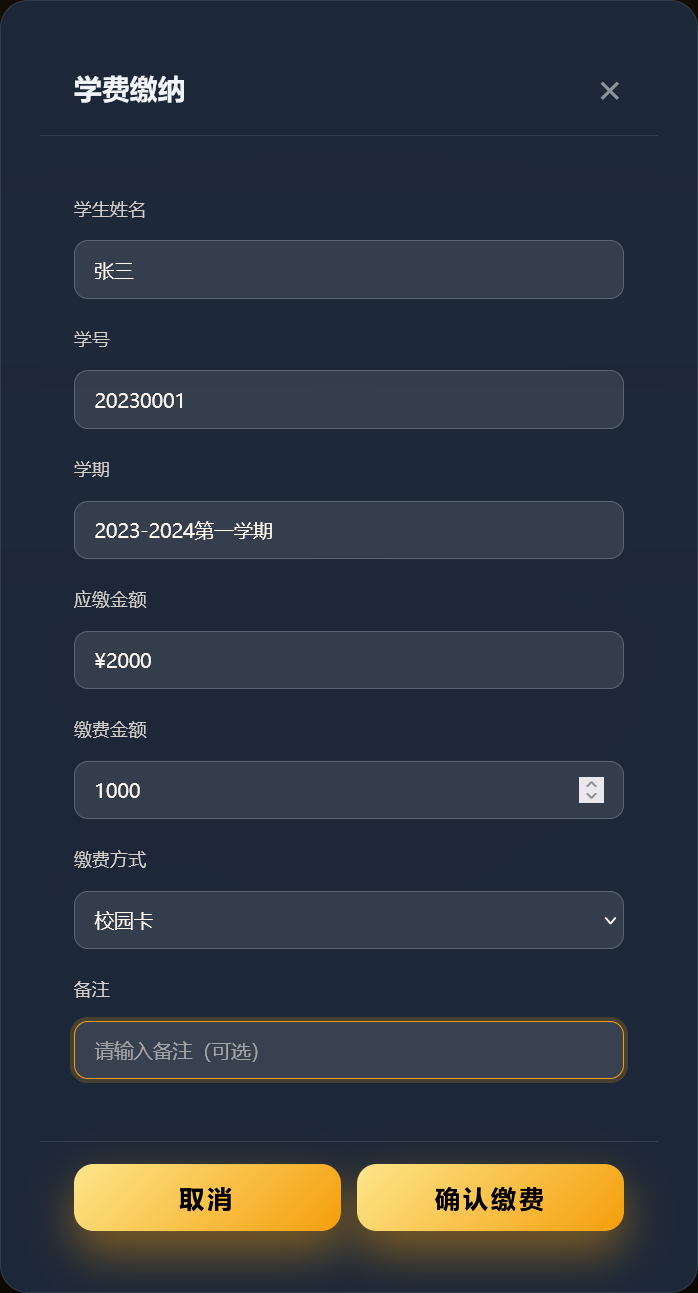 学费缴纳
学生姓名
张三
学号
20230001
学期
2023-2024第一学期
应缴金额
¥2000
缴费金额
1000
缴费方式
校园卡
备注
请输入备注（可选）
取消
确认缴费